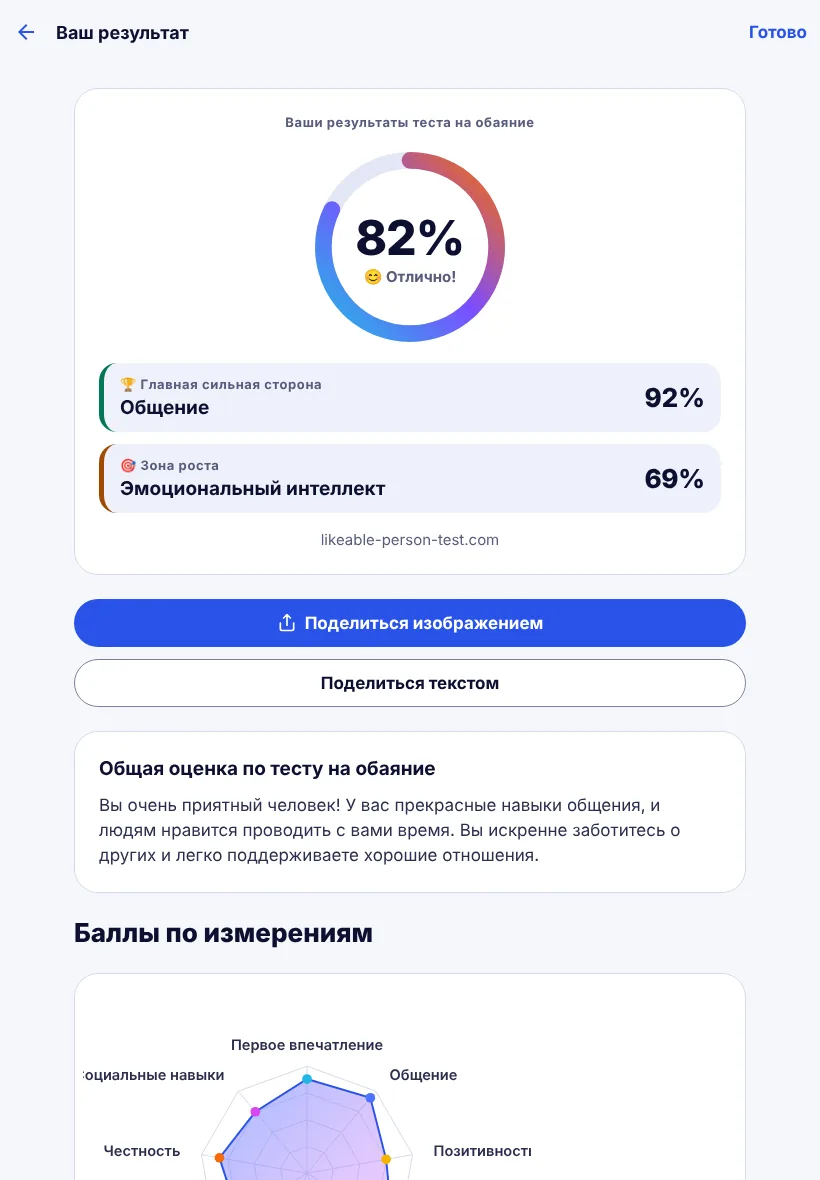 Ваш результат
Готово
Ваши результаты теста на обаяние
82%
😊 Отлично!
🏆 Главная сильная сторона
Общение
92%
🎯 Зона роста
Эмоциональный интеллект
69%
likeable-person-test.com
Поделиться изображением
Поделиться текстом
Общая оценка по тесту на обаяние
Вы очень приятный человек! У вас прекрасные навыки общения, и
людям нравится проводить с вами время. Вы искренне заботитесь о
других и легко поддерживаете хорошие отношения.
Баллы по измерениям
Первое впечатление
оциальные навыки
Общение
Честность
Позитивност